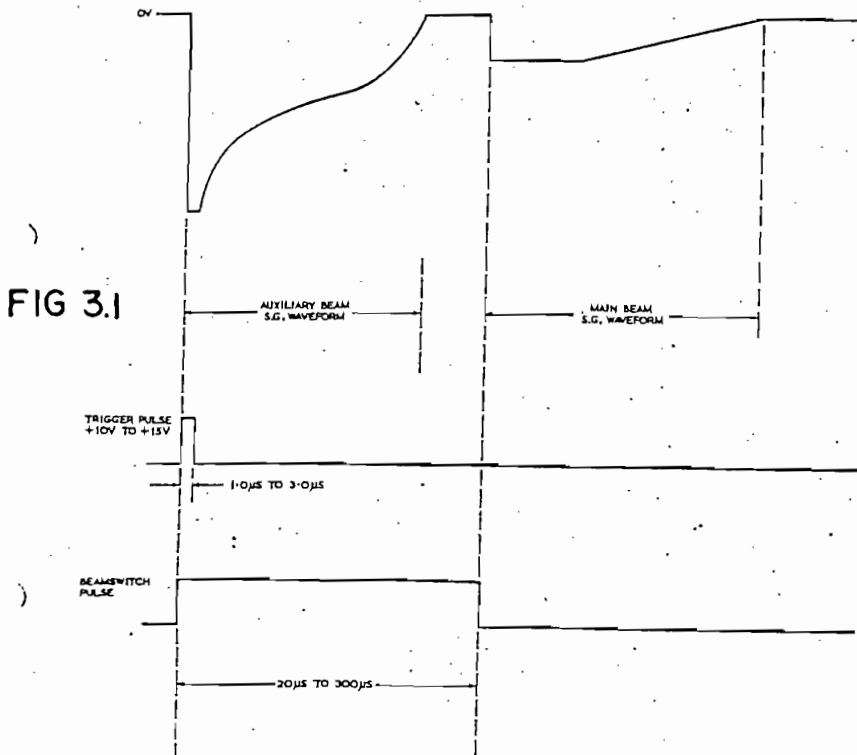 0V
FIG 3.1
AUXILIARY BEAM
S.G. WAVEFORM
MAIN BEAM
S.G. WAVEFORM
TRIGGER PULSE
+10V TO +15V
1·0µS TO 3·0µS
BEAMSWITCH
PULSE
20µS TO 300µS